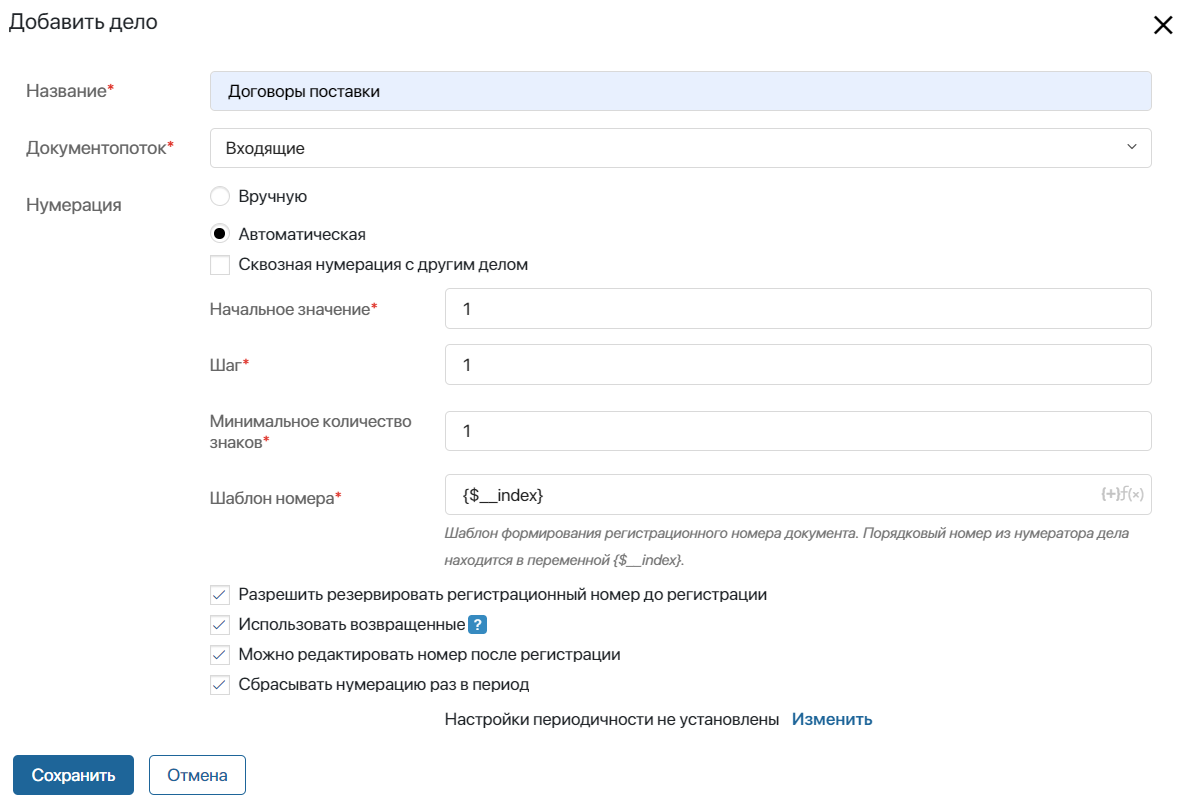 Добавить дело
Название*
Договоры поставки
Документопоток*
Входящие
Нумерация
Вручную
Автоматическая
Сквозная нумерация с другим делом
Начальное значение*
1
Шаг*
1
Минимальное количество
знаков*
1
Шаблон номера*
{$__index}
{+}ƒ(×)
Шаблон формирования регистрационного номера документа. Порядковый номер из нумератора дела
находится в переменной {$__index}.
Разрешить резервировать регистрационный номер до регистрации
Использовать возвращенные ?
Можно редактировать номер после регистрации
Сбрасывать нумерацию раз в период
Настройки периодичности не установлены Изменить
Сохранить
Отмена